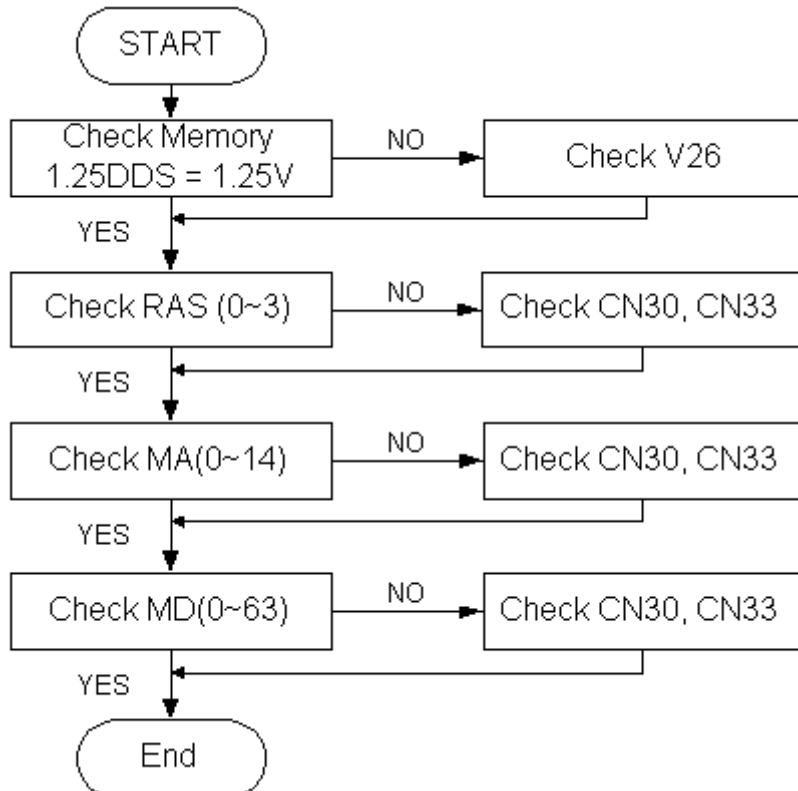 START
Check Memory
1.25DDS = 1.25V
NO
Check V26
YES
Check RAS (0~3)
NO
Check CN30, CN33
YES
Check MA(0~14)
NO
Check CN30, CN33
YES
Check MD(0~63)
NO
Check CN30, CN33
YES
End